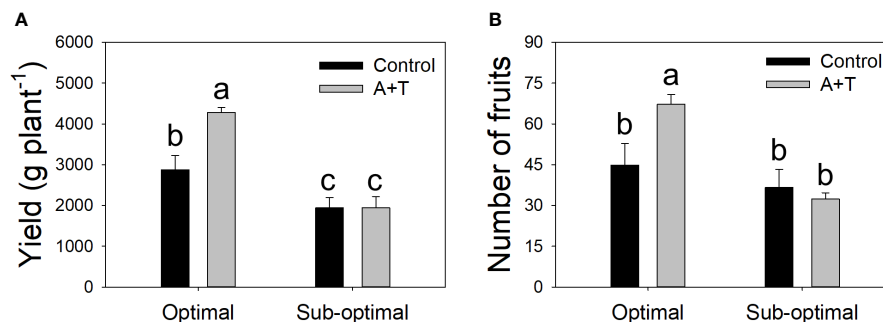 A
Yield (g plant⁻¹)
6000
5000
4000
3000
2000
1000
0
Control
A+T
b
a
c
c
Optimal
Sub-optimal
B
Number of fruits
90
75
60
45
30
15
0
Control
A+T
b
a
b
b
Optimal
Sub-optimal